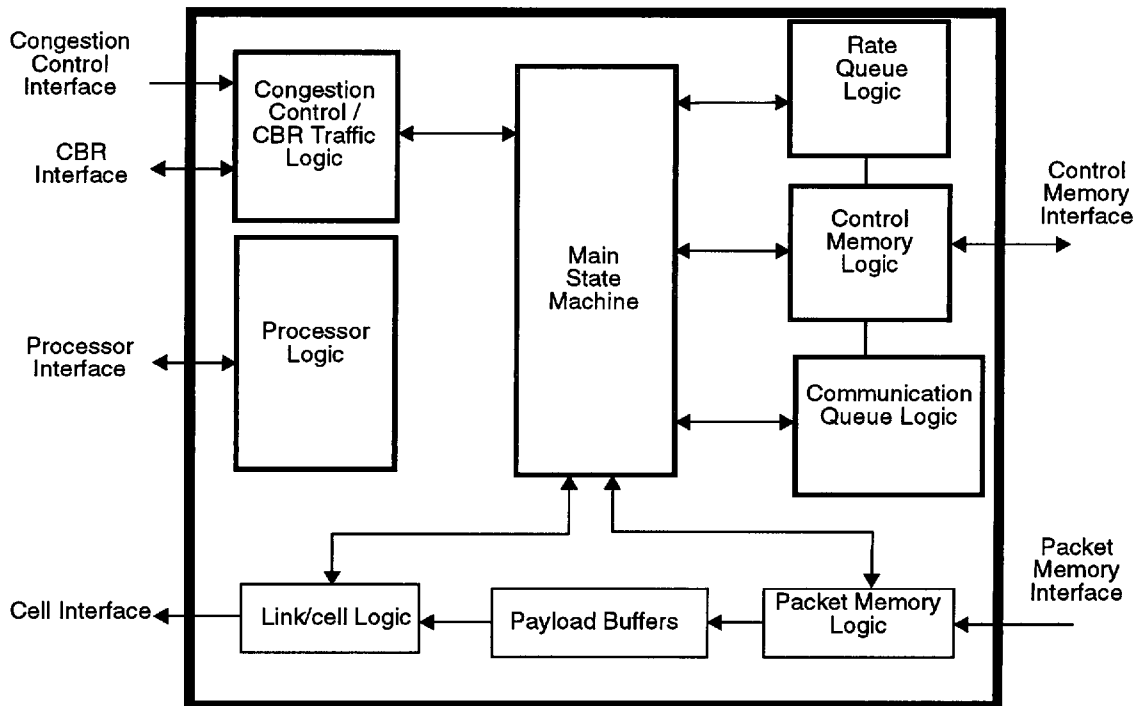 Congestion
Control
Interface
CBR
Interface
Processor
Interface
Cell Interface
Congestion
Control /
CBR Traffic
Logic
Processor
Logic
Main
State
Machine
Rate
Queue
Logic
Control
Memory
Logic
Communication
Queue Logic
Control
Memory
Interface
Packet
Memory
Interface
Link/cell Logic
Payload Buffers
Packet Memory
Logic